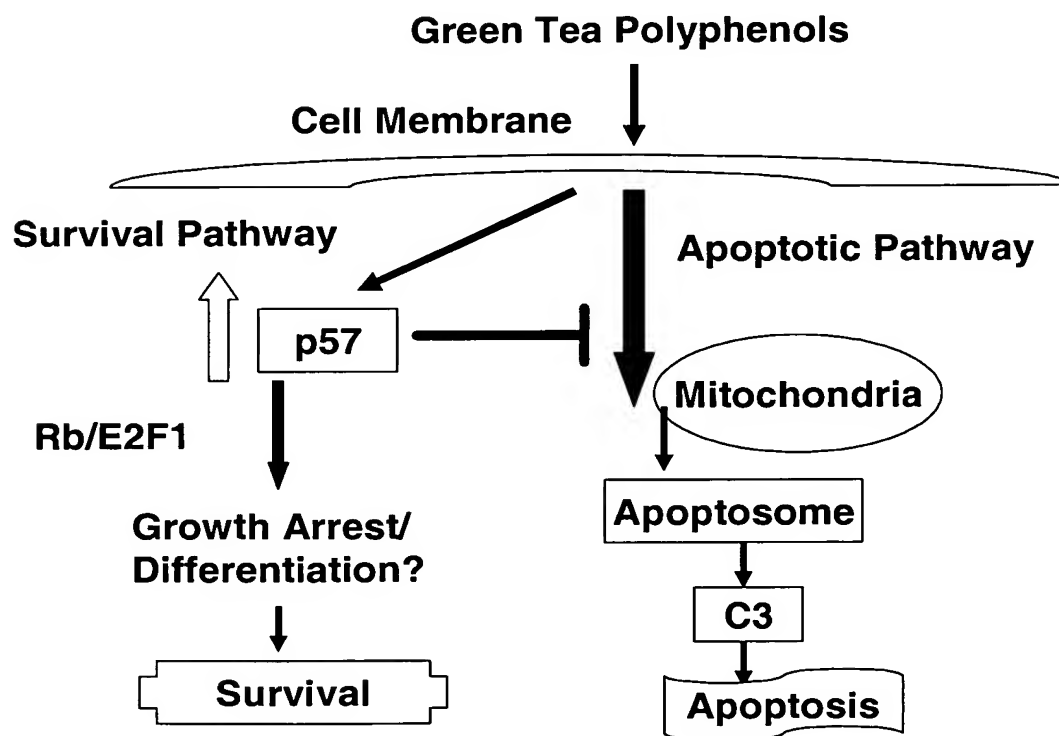 Green Tea Polyphenols
Cell Membrane
Survival Pathway
Apoptotic Pathway
p57
Mitochondria
Rb/E2F1
Apoptosome
Growth Arrest/
Differentiation?
C3
Survival
Apoptosis